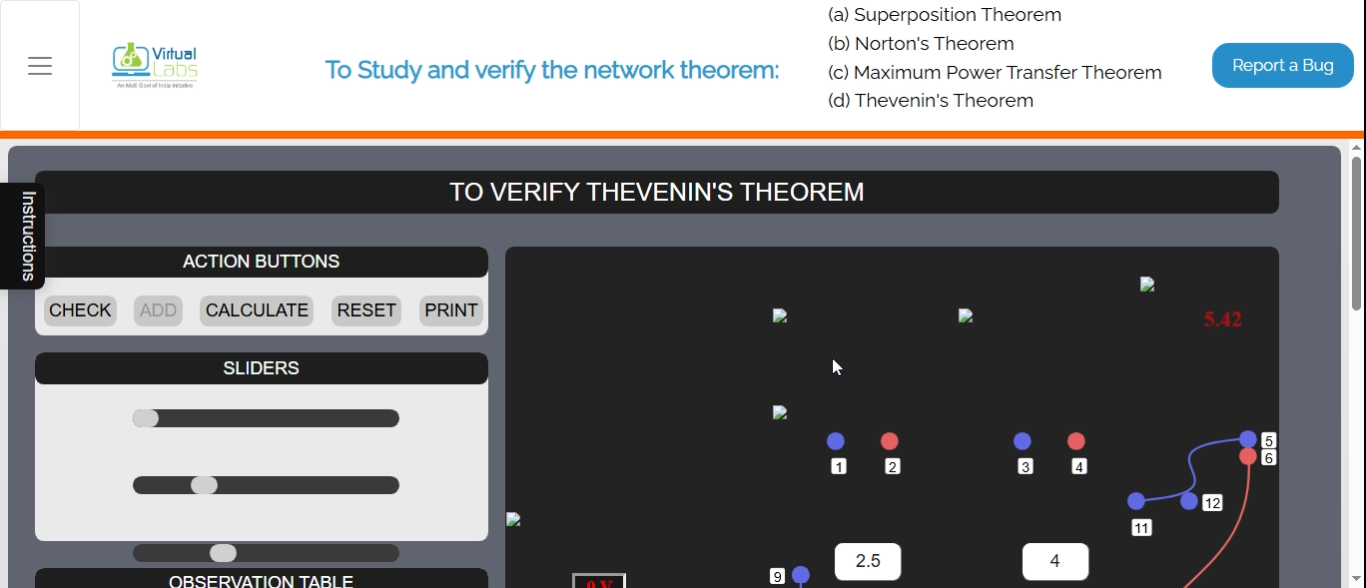 (a) Superposition Theorem
Virtual
Labs
An MoE Govt of India Initiative
To Study and verify the network theorem:
(b) Norton's Theorem
(c) Maximum Power Transfer Theorem
(d) Thevenin's Theorem
Report a Bug
Instructions
TO VERIFY THEVENIN'S THEOREM
ACTION BUTTONS
CHECK ADD CALCULATE RESET PRINT
SLIDERS
OBSERVATION TABLE
5.42
1 2 3 4 5
6
12
11
2.5 4
9
0 V